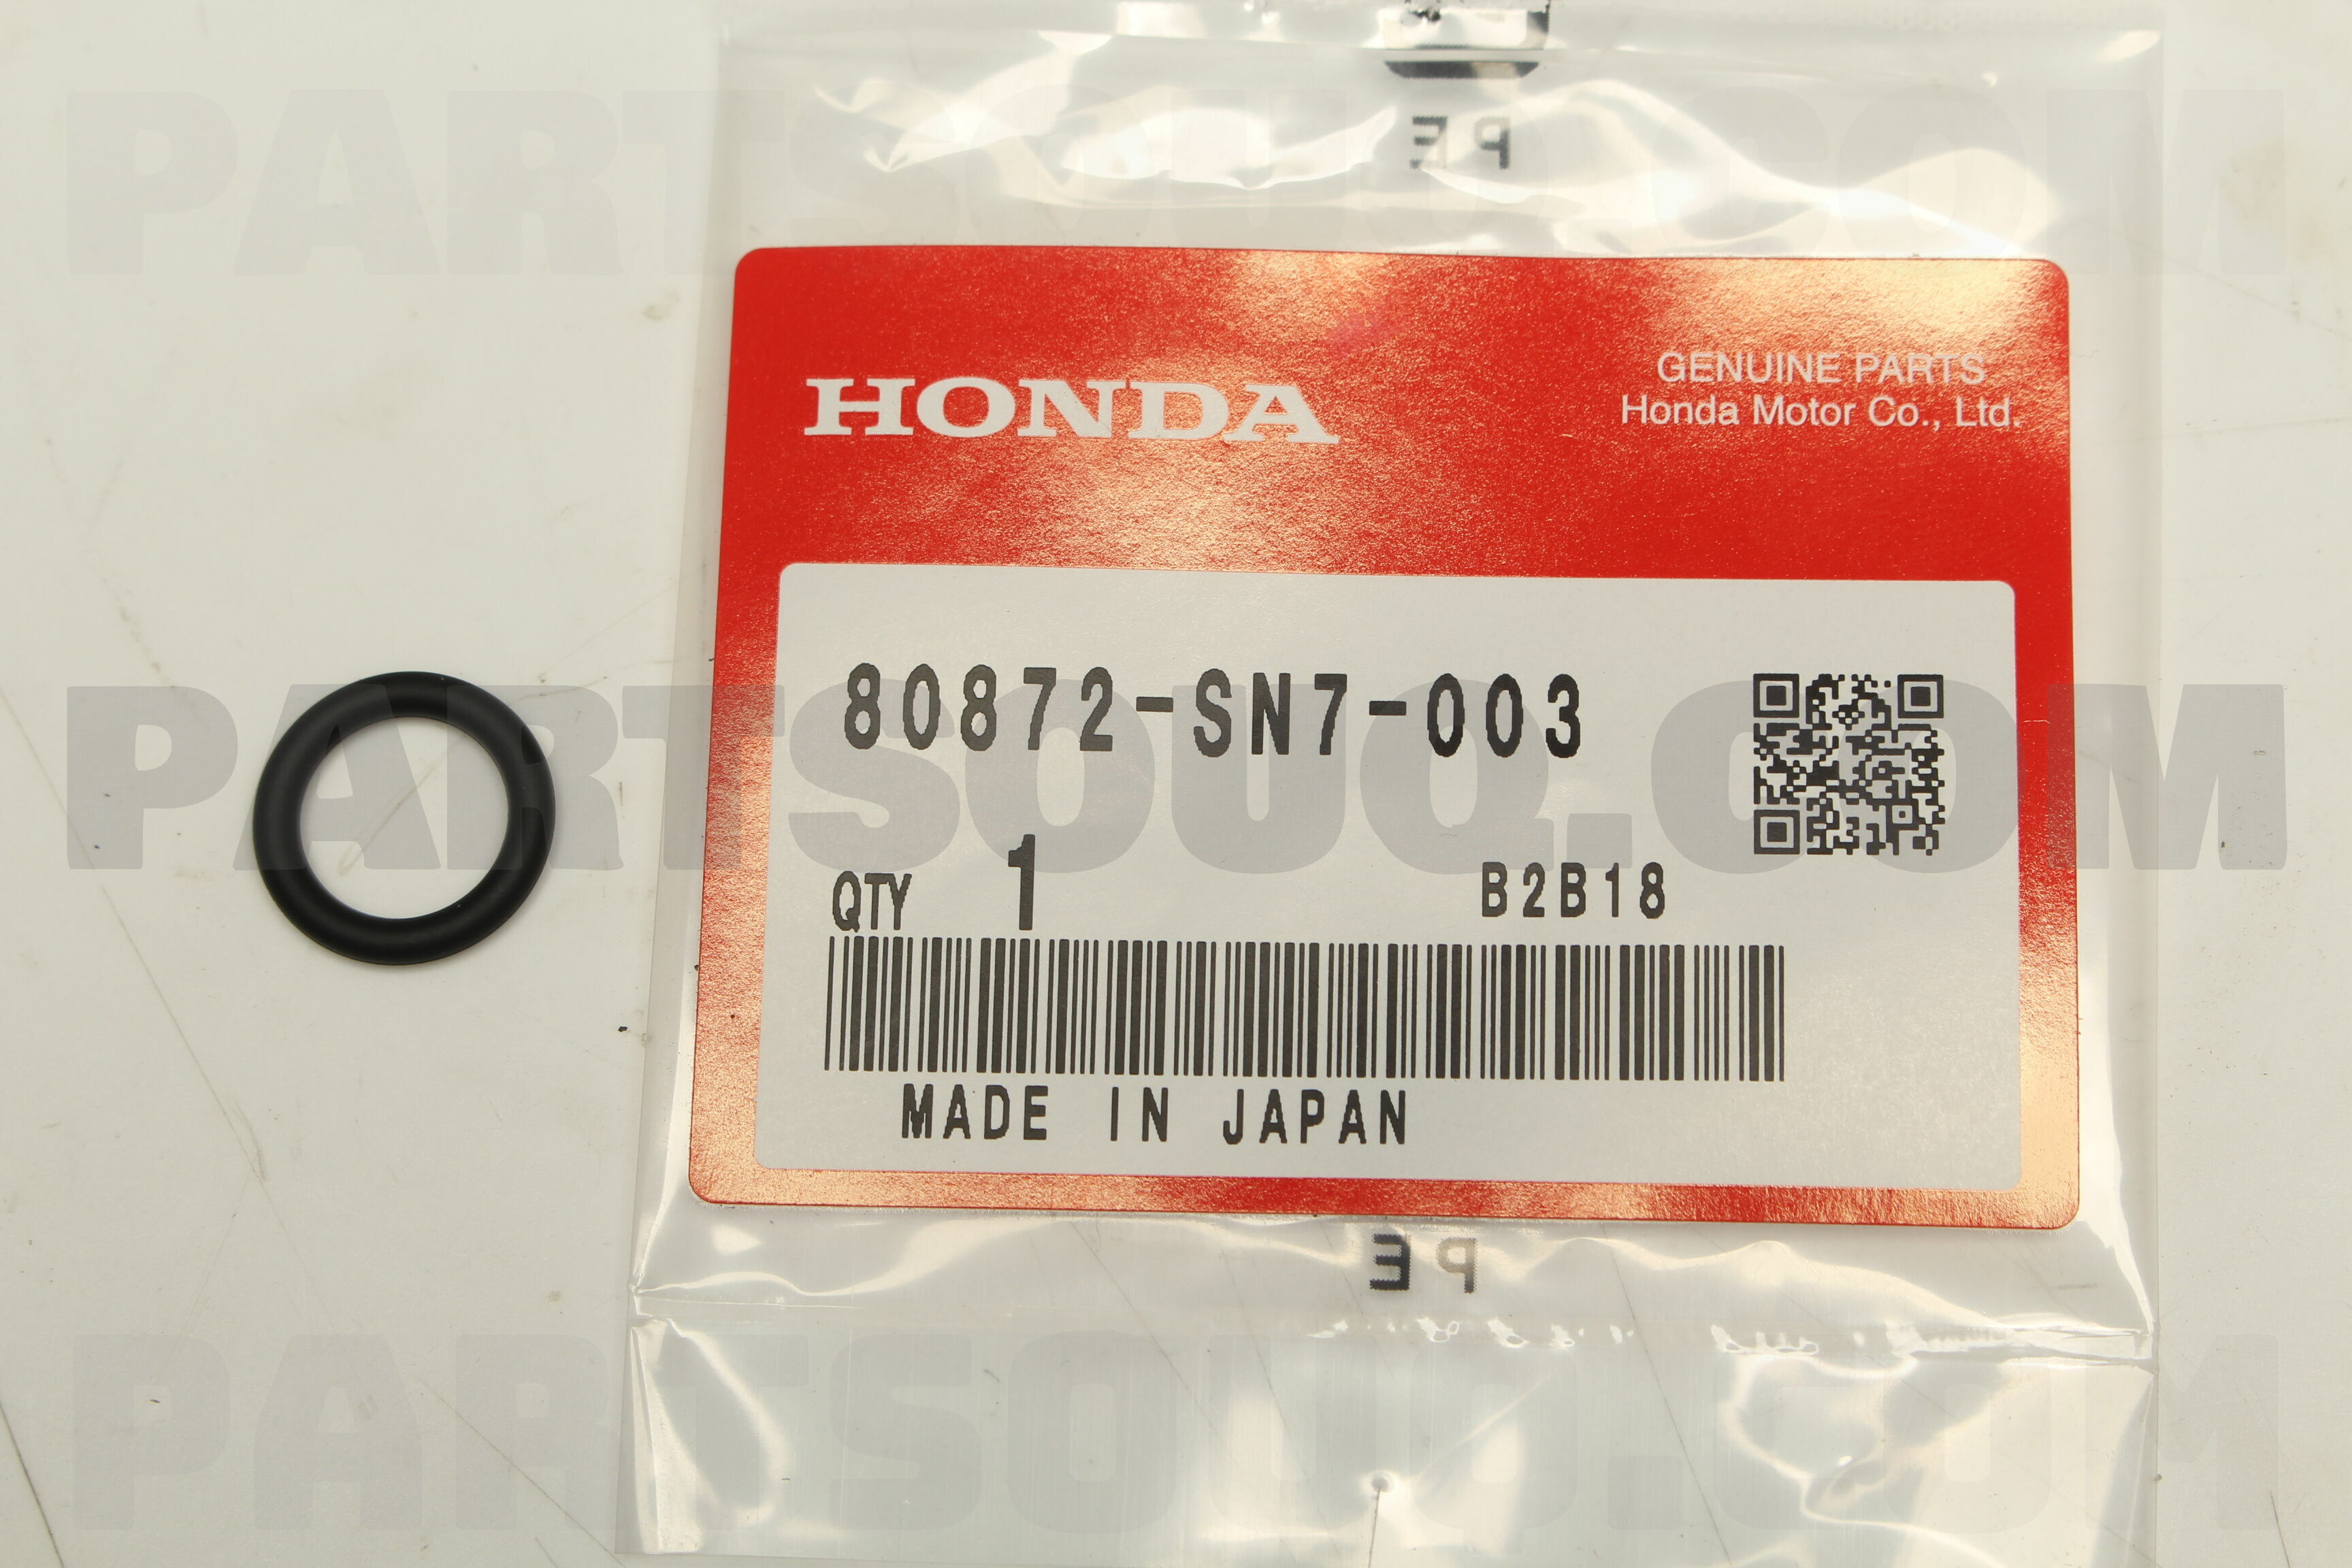 PARTSOUQ.COM
PE
HONDA
GENUINE PARTS
Honda Motor Co., Ltd.
80872-SN7-003
PARTSOUQ.COM
QTY 1 B2B18
MADE IN JAPAN
PE
PARTSOUQ.COM